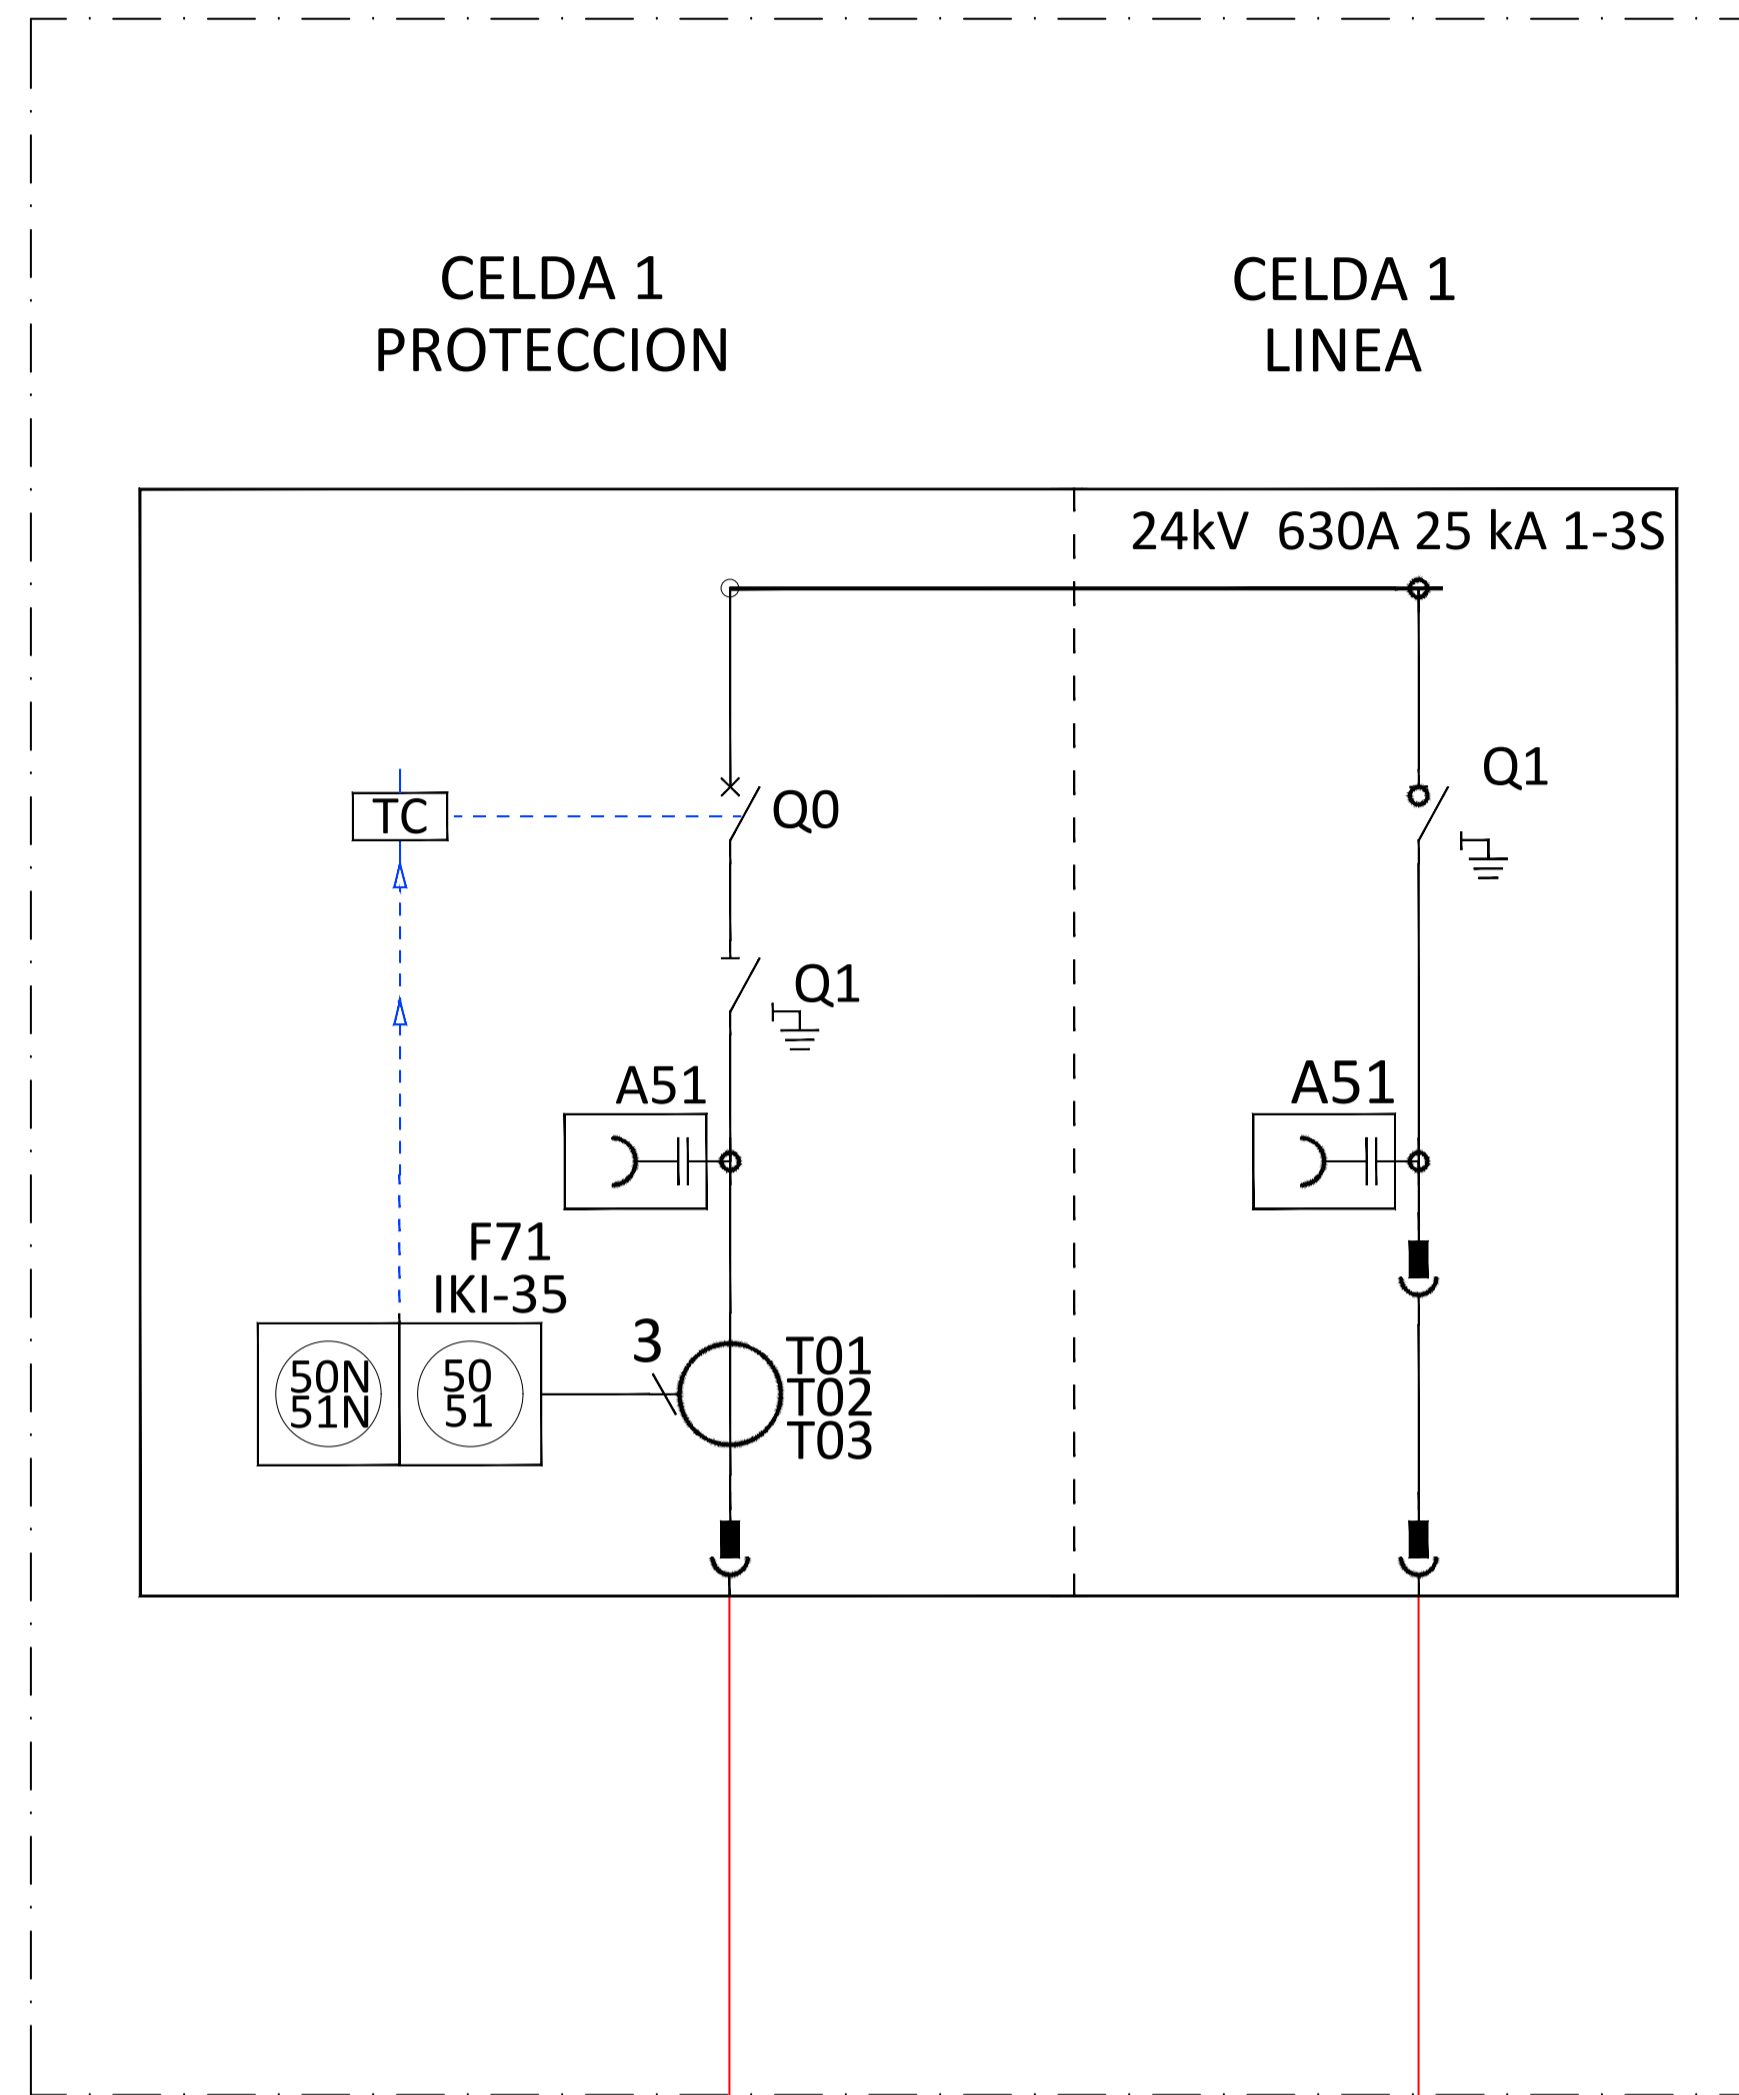 CELDA 1
PROTECCION
CELDA 1
LINEA
24kV 630A 25 kA 1-3S
Q1
TC
Q0
Q1
A51
A51
F71
IKI-35
3
T01
T02
T03
50N
51N
50
51